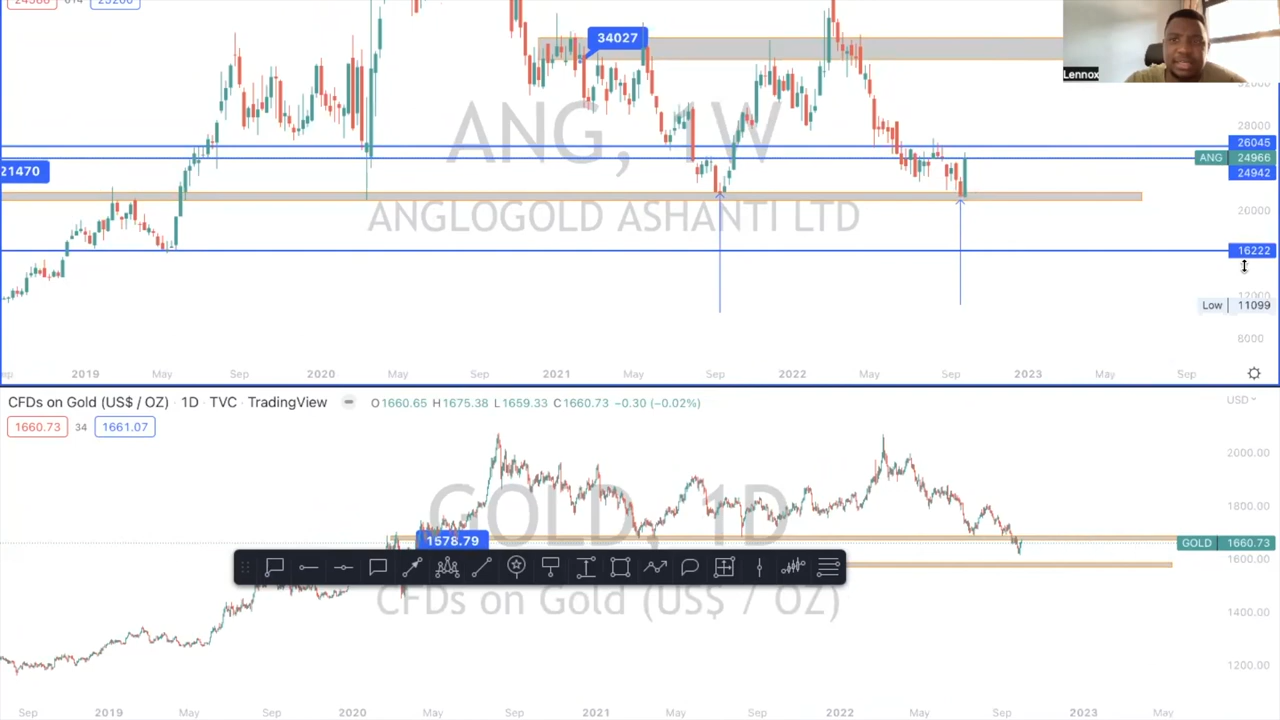 34027
Lennox
ANG, 1W
28000
26045
ANG 24966
21470
24942
ANGLOGOLD ASHANTI LTD
20000
16222
12000
Low 11099
8000
2019 May Sep 2020 May Sep 2021 May Sep 2022 May Sep 2023 May Sep
CFDs on Gold (US$ / OZ) 1D TVC TradingView O1660.65 H1675.38 L1659.33 C1660.73 −0.30 (−0.02%)
USD
1660.73 34 1661.07
2000.00
GOLD, 1D
1800.00
1578.79
GOLD 1660.73
1600.00
CFDs on Gold (US$ / OZ)
1400.00
1200.00
Sep 2019 May Sep 2020 May Sep 2021 May Sep 2022 May Sep 2023 May